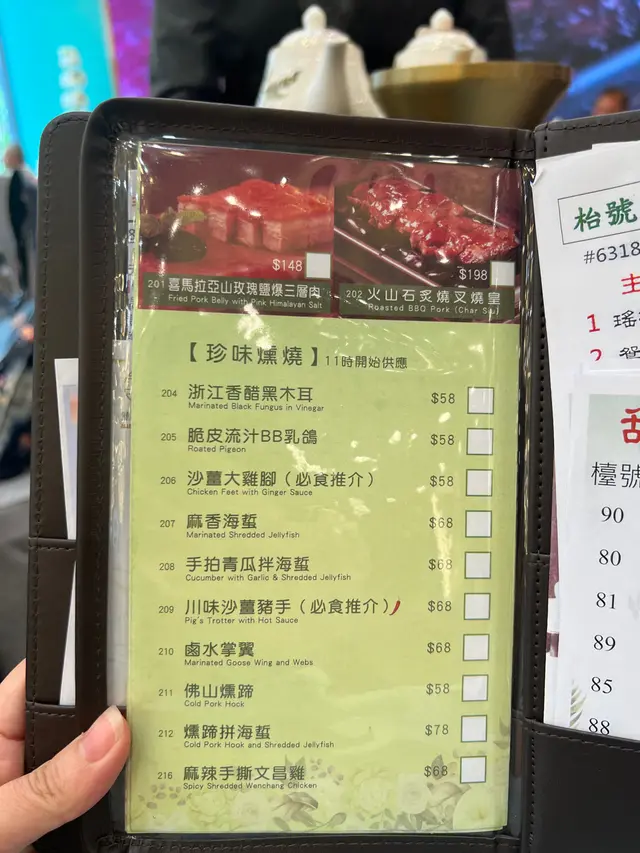 $148
201 喜馬拉亞山玫瑰鹽爆三層肉
Fried Pork Belly with Pink Himalayan Salt
$198
202 火山石炙燒叉燒皇
Roasted BBQ Pork (Char Siu)
【珍味燻燒】11時開始供應
204 浙江香醋黑木耳 $58
Marinated Black Fungus in Vinegar
205 脆皮流汁BB乳鴿 $58
Roated Pigeon
206 沙薑大雞腳（必食推介） $58
Chicken Feet with Ginger Sauce
207 麻香海蜇 $68
Marinated Shredded Jellyfish
208 手拍青瓜拌海蜇 $68
Cucumber with Garlic & Shredded Jellyfish
209 川味沙薑豬手（必食推介） $68
Pig's Trotter with Hot Sauce
210 鹵水掌翼 $68
Marinated Goose Wing and Webs
211 佛山燻蹄 $58
Cold Pork Hock
212 燻蹄拼海蜇 $78
Cold Pork Hook and Shredded Jellyfish
216 麻辣手撕文昌雞 $68
Spicy Shredded Wenchang Chicken
枱號
#6318
主
1 瑤
2
甜
檯號
90
80
81
89
85
88